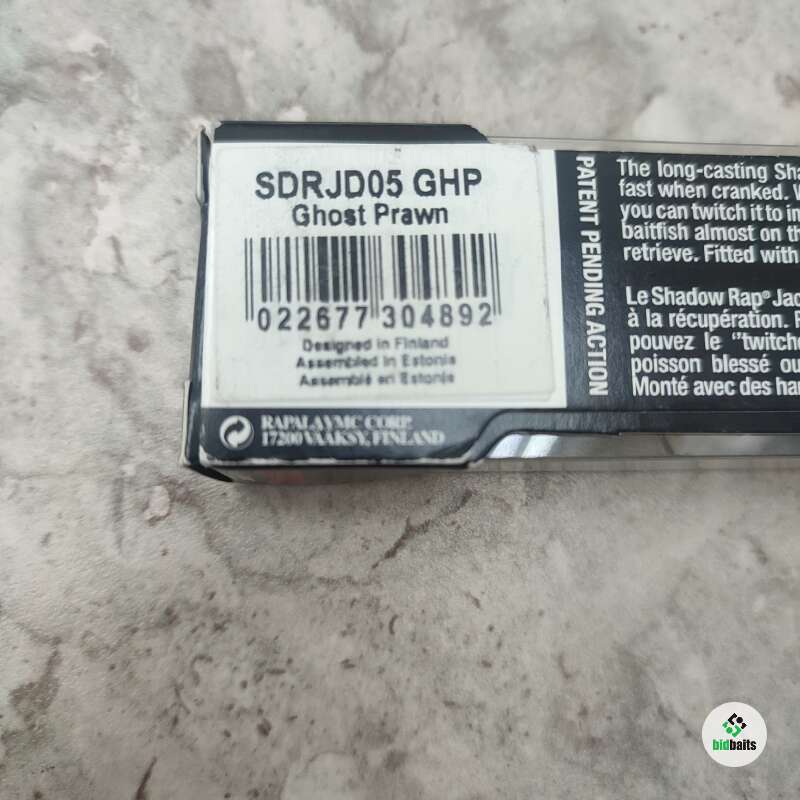 SDRJD05 GHP
Ghost Prawn
022677 304892
Designed in Finland
Assembled in Estonia
Assemblé en Estonie
RAPALA VMC CORP.
17200 VAAKSY, FINLAND
PATENT PENDING ACTION
The long-casting Sha
fast when cranked. W
you can twitch it to im
baitfish almost on th
retrieve. Fitted with
Le Shadow Rap® Jac
à la récupération. P
pouvez le "twitche
poisson blessé ou
Monté avec des ha
bidbaits